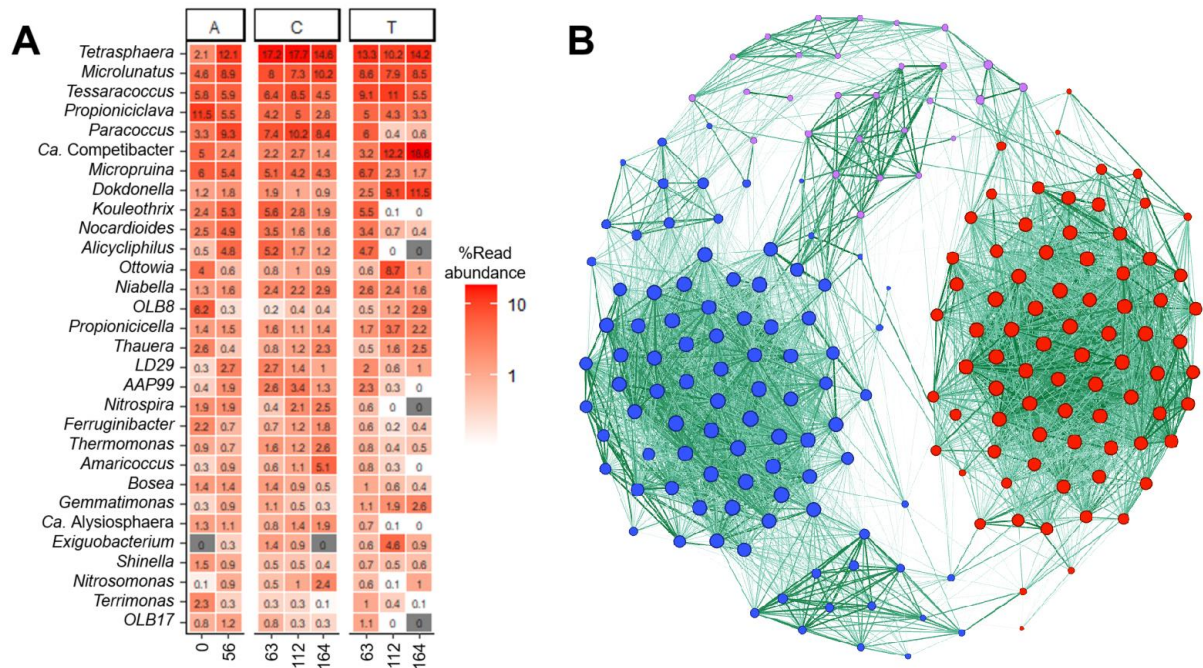 A
B
A C T
Tetrasphaera 2.1 12.1 17.2 17.7 14.6 13.3 10.2 14.2
Microlunatus 4.6 8.9 8 7.3 10.2 8.6 7.9 8.5
Tessaracoccus 5.8 5.9 6.4 8.5 4.5 9.1 11 5.5
Propioniciclava 11.5 5.5 4.2 5 2.8 5 4.3 3.3
Paracoccus 3.3 9.3 7.4 10.2 8.4 6 0.4 0.6
Ca. Competibacter 5 2.4 2.2 2.7 1.4 3.2 12.2 16.6
Micropruina 6 5.4 5.1 4.2 4.3 6.7 2.3 1.7
Dokdonella 1.2 1.8 1.9 1 0.9 2.5 9.1 11.5
Kouleothrix 2.4 5.3 5.6 2.8 1.9 5.5 0.1 0
Nocardioides 2.5 4.9 3.5 1.6 1.6 3.4 0.7 0.4
Alicycliphilus 0.5 4.8 5.2 1.7 1.2 4.7 0 0
Ottowia 4 0.6 0.8 1 0.9 0.6 8.7 1
Niabella 1.3 1.6 2.4 2.2 2.9 2.6 2.4 1.6
OLB8 6.2 0.3 0.2 0.4 0.4 0.5 1.2 2.9
Propionicicella 1.4 1.5 1.6 1.1 1.4 1.7 3.7 2.2
Thauera 2.6 0.4 0.8 1.2 2.3 0.5 1.6 2.5
LD29 0.3 2.7 2.7 1.4 1 2 0.6 1
AAP99 0.4 1.9 2.6 3.4 1.3 2.3 0.3 0
Nitrospira 1.9 1.9 0.4 2.1 2.5 0.6 0 0
Ferruginibacter 2.2 0.7 0.7 1.2 1.8 0.6 0.2 0.4
Thermomonas 0.9 0.7 1.6 1.2 2.6 0.8 0.4 0.5
Amaricoccus 0.3 0.9 0.6 1.1 5.1 0.8 0.3 0
Bosea 1.4 1.4 1.4 0.9 0.5 1 0.6 0.4
Gemmatimonas 0.3 0.9 1.1 0.5 0.3 1.1 1.9 2.6
Ca. Alysiosphaera 1.3 1.1 0.8 1.4 1.9 0.7 0.1 0
Exiguobacterium 0 0.3 1.4 0.9 0 0.6 4.6 0.9
Shinella 1.5 0.9 0.5 0.5 0.4 0.7 0.5 0.6
Nitrosomonas 0.1 0.9 0.5 1 2.4 0.6 0.1 1
Terrimonas 2.3 0.3 0.3 0.3 0.1 1 0.4 0.1
OLB17 0.8 1.2 0.8 0.3 0.3 1.1 0 0
0 56 63 112 164 63 112 164
%Read
abundance
10
1